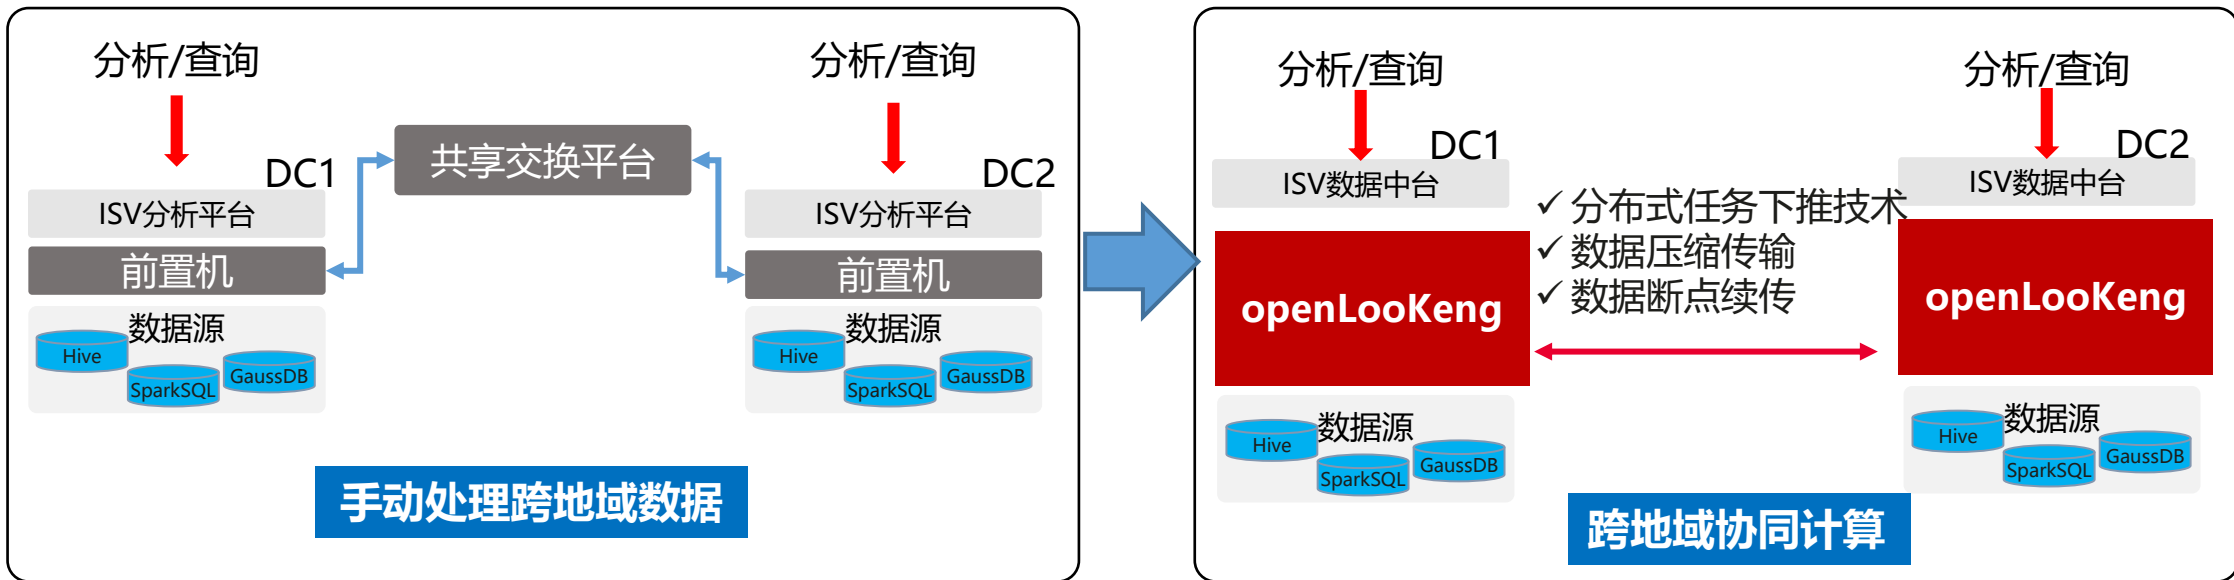 分析/查询
DC1
ISV分析平台
前置机
数据源
Hive
SparkSQL
GaussDB
共享交换平台
分析/查询
DC2
ISV分析平台
前置机
数据源
Hive
SparkSQL
GaussDB
手动处理跨地域数据
分析/查询
DC1
ISV数据中台
openLooKeng
数据源
Hive
SparkSQL
GaussDB
✓ 分布式任务下推技术
✓ 数据压缩传输
✓ 数据断点续传
分析/查询
DC2
ISV数据中台
openLooKeng
数据源
Hive
SparkSQL
GaussDB
跨地域协同计算